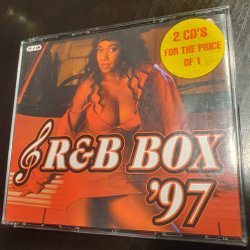 2 CD'S
FOR THE PRICE
OF 1
R&B BOX
'97